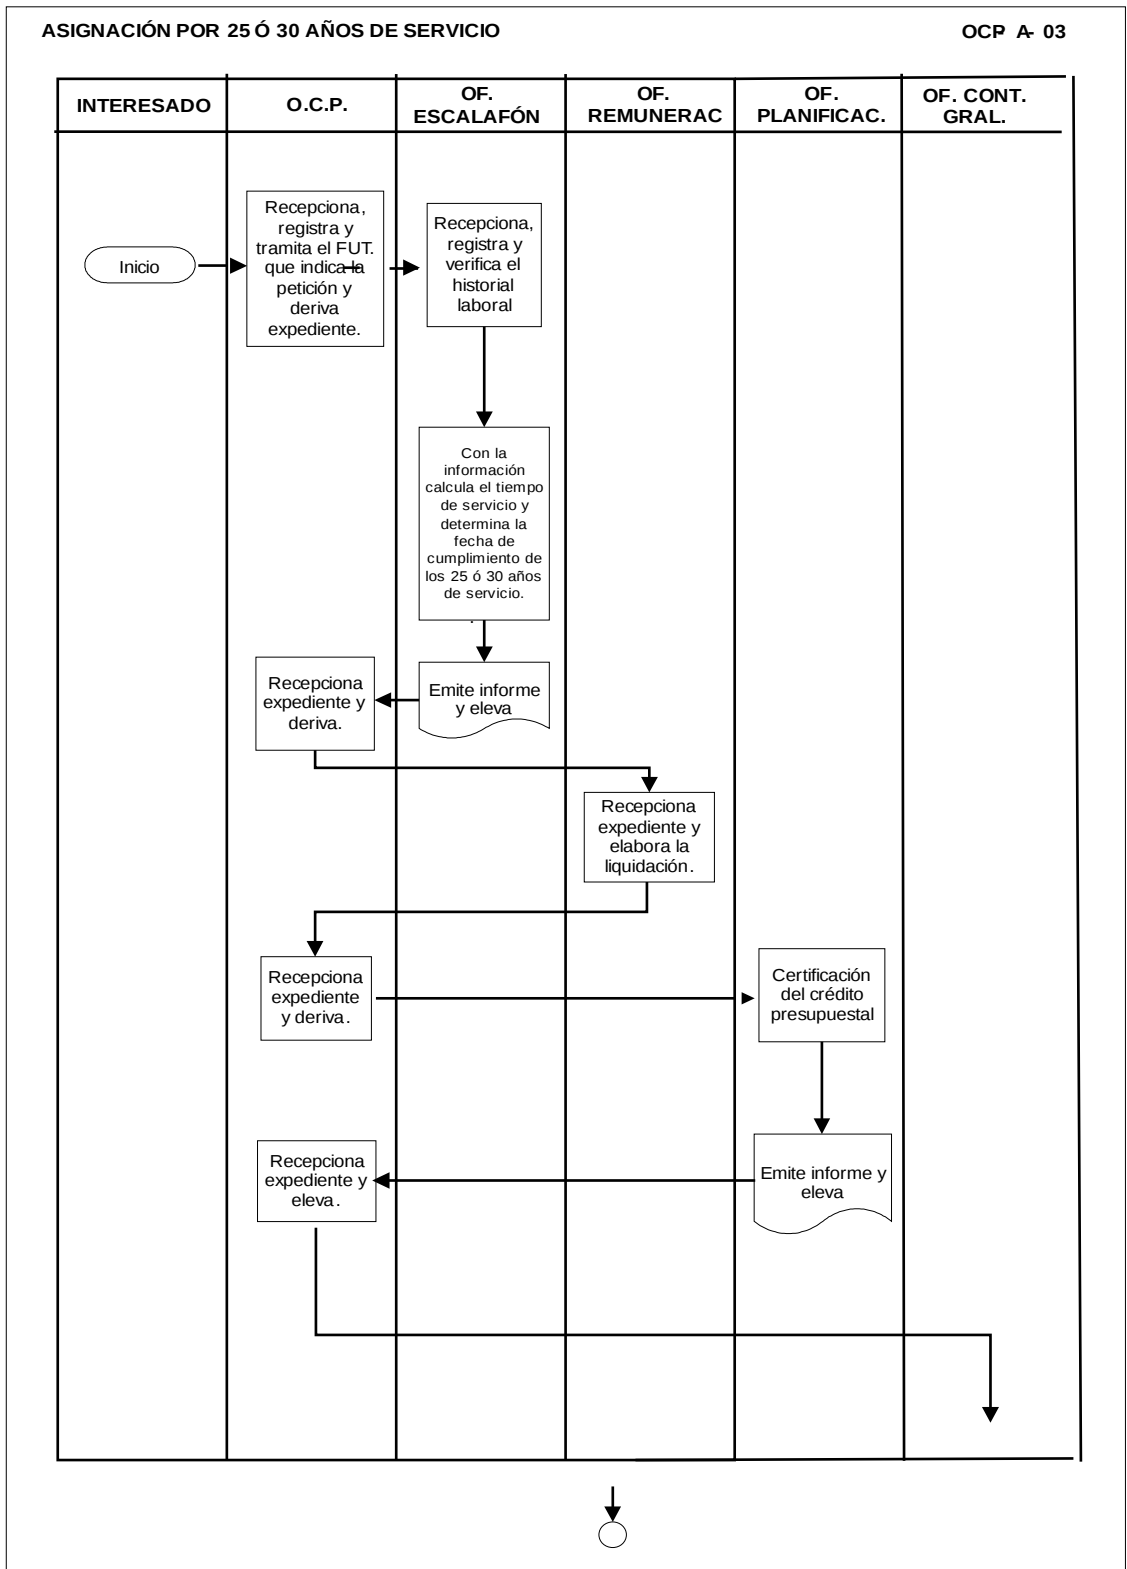 ASIGNACIÓN POR 25 Ó 30 AÑOS DE SERVICIO
OCP A- 03
INTERESADO
O.C.P.
OF.
ESCALAFÓN
OF.
REMUNERAC
OF.
PLANIFICAC.
OF. CONT.
GRAL.
Inicio
Recepciona,
registra y
tramita el FUT.
que indica la
petición y
deriva
expediente.
Recepciona,
registra y
verifica el
historial
laboral
Con la
información
calcula el tiempo
de servicio y
determina la
fecha de
cumplimiento de
los 25 ó 30 años
de servicio.
.
Emite informe
y eleva
Recepciona
expediente y
deriva.
Recepciona
expediente y
elabora la
liquidación.
Recepciona
expediente
y deriva.
Certificación
del crédito
presupuestal
Emite informe y
eleva
Recepciona
expediente y
eleva.